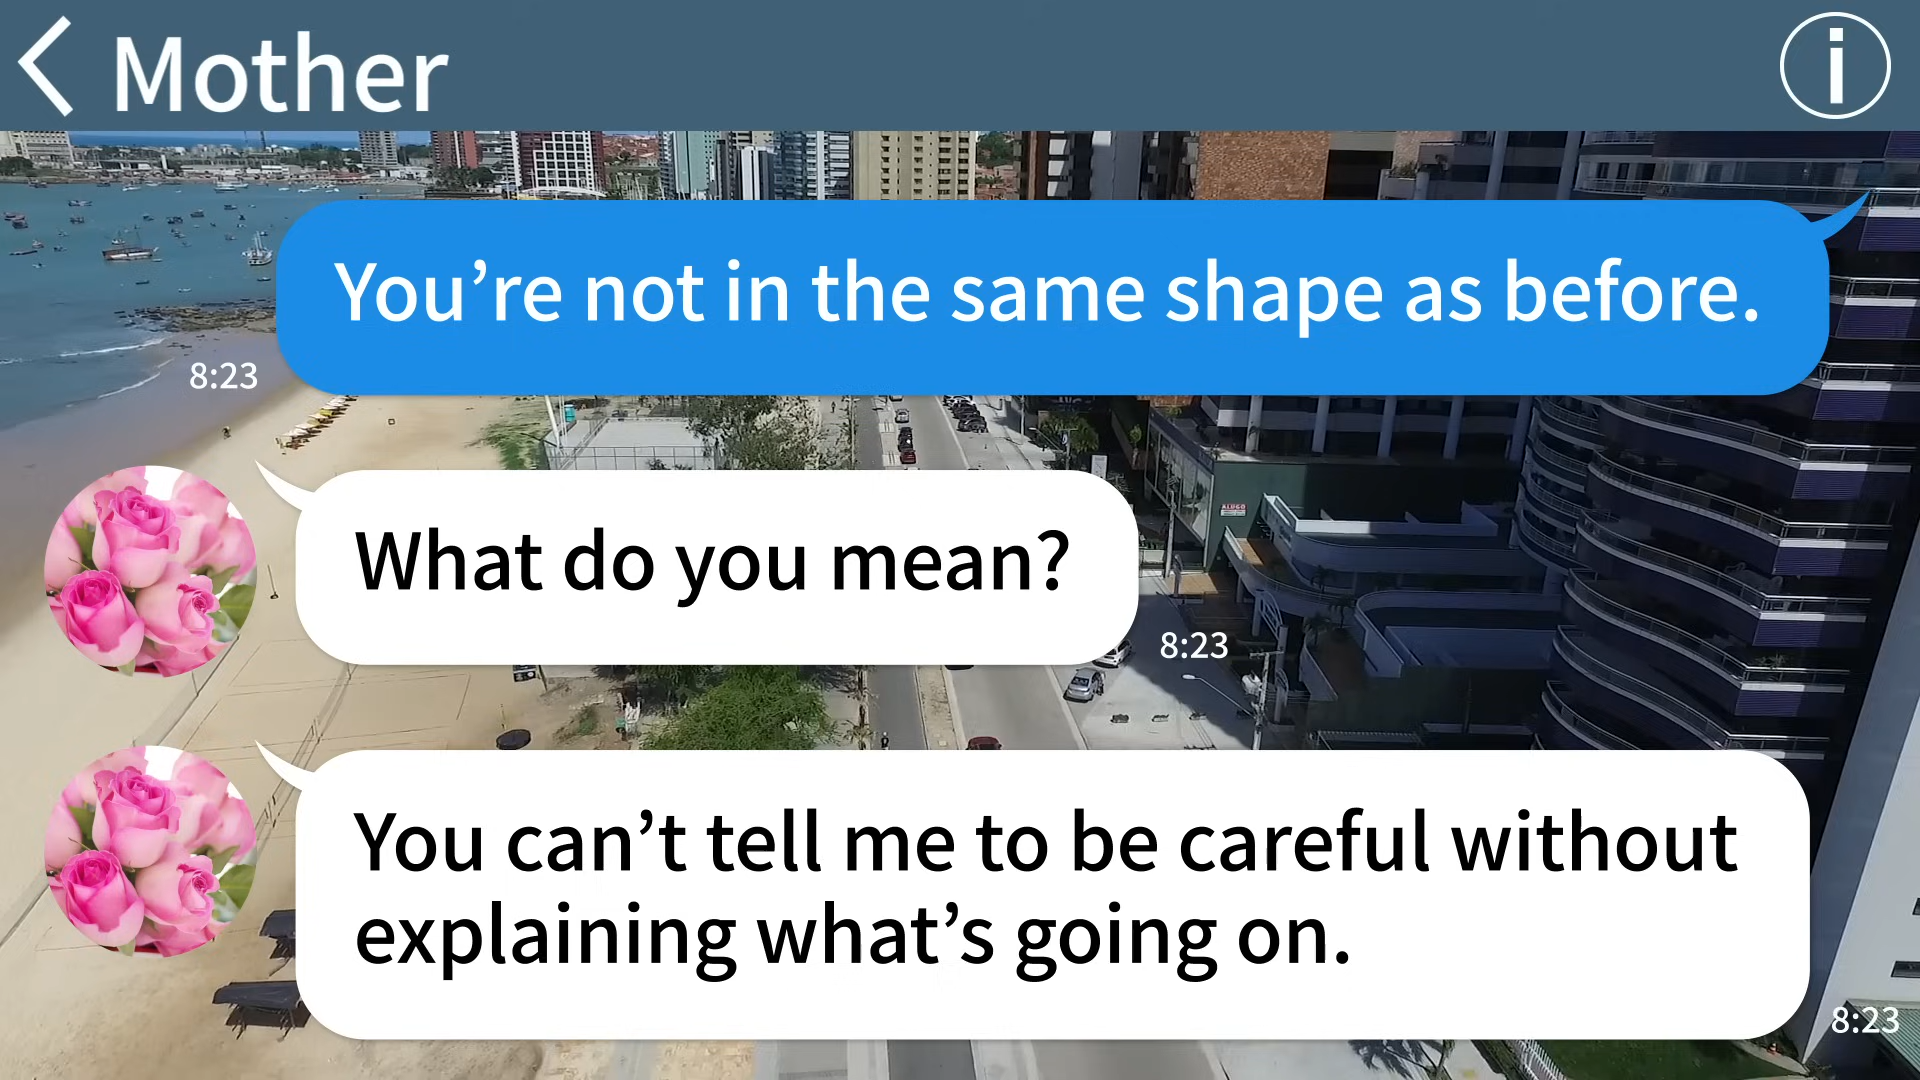 Mother
You’re not in the same shape as before.
8:23
What do you mean?
8:23
You can’t tell me to be careful without
explaining what’s going on.
8:23
ALUGO